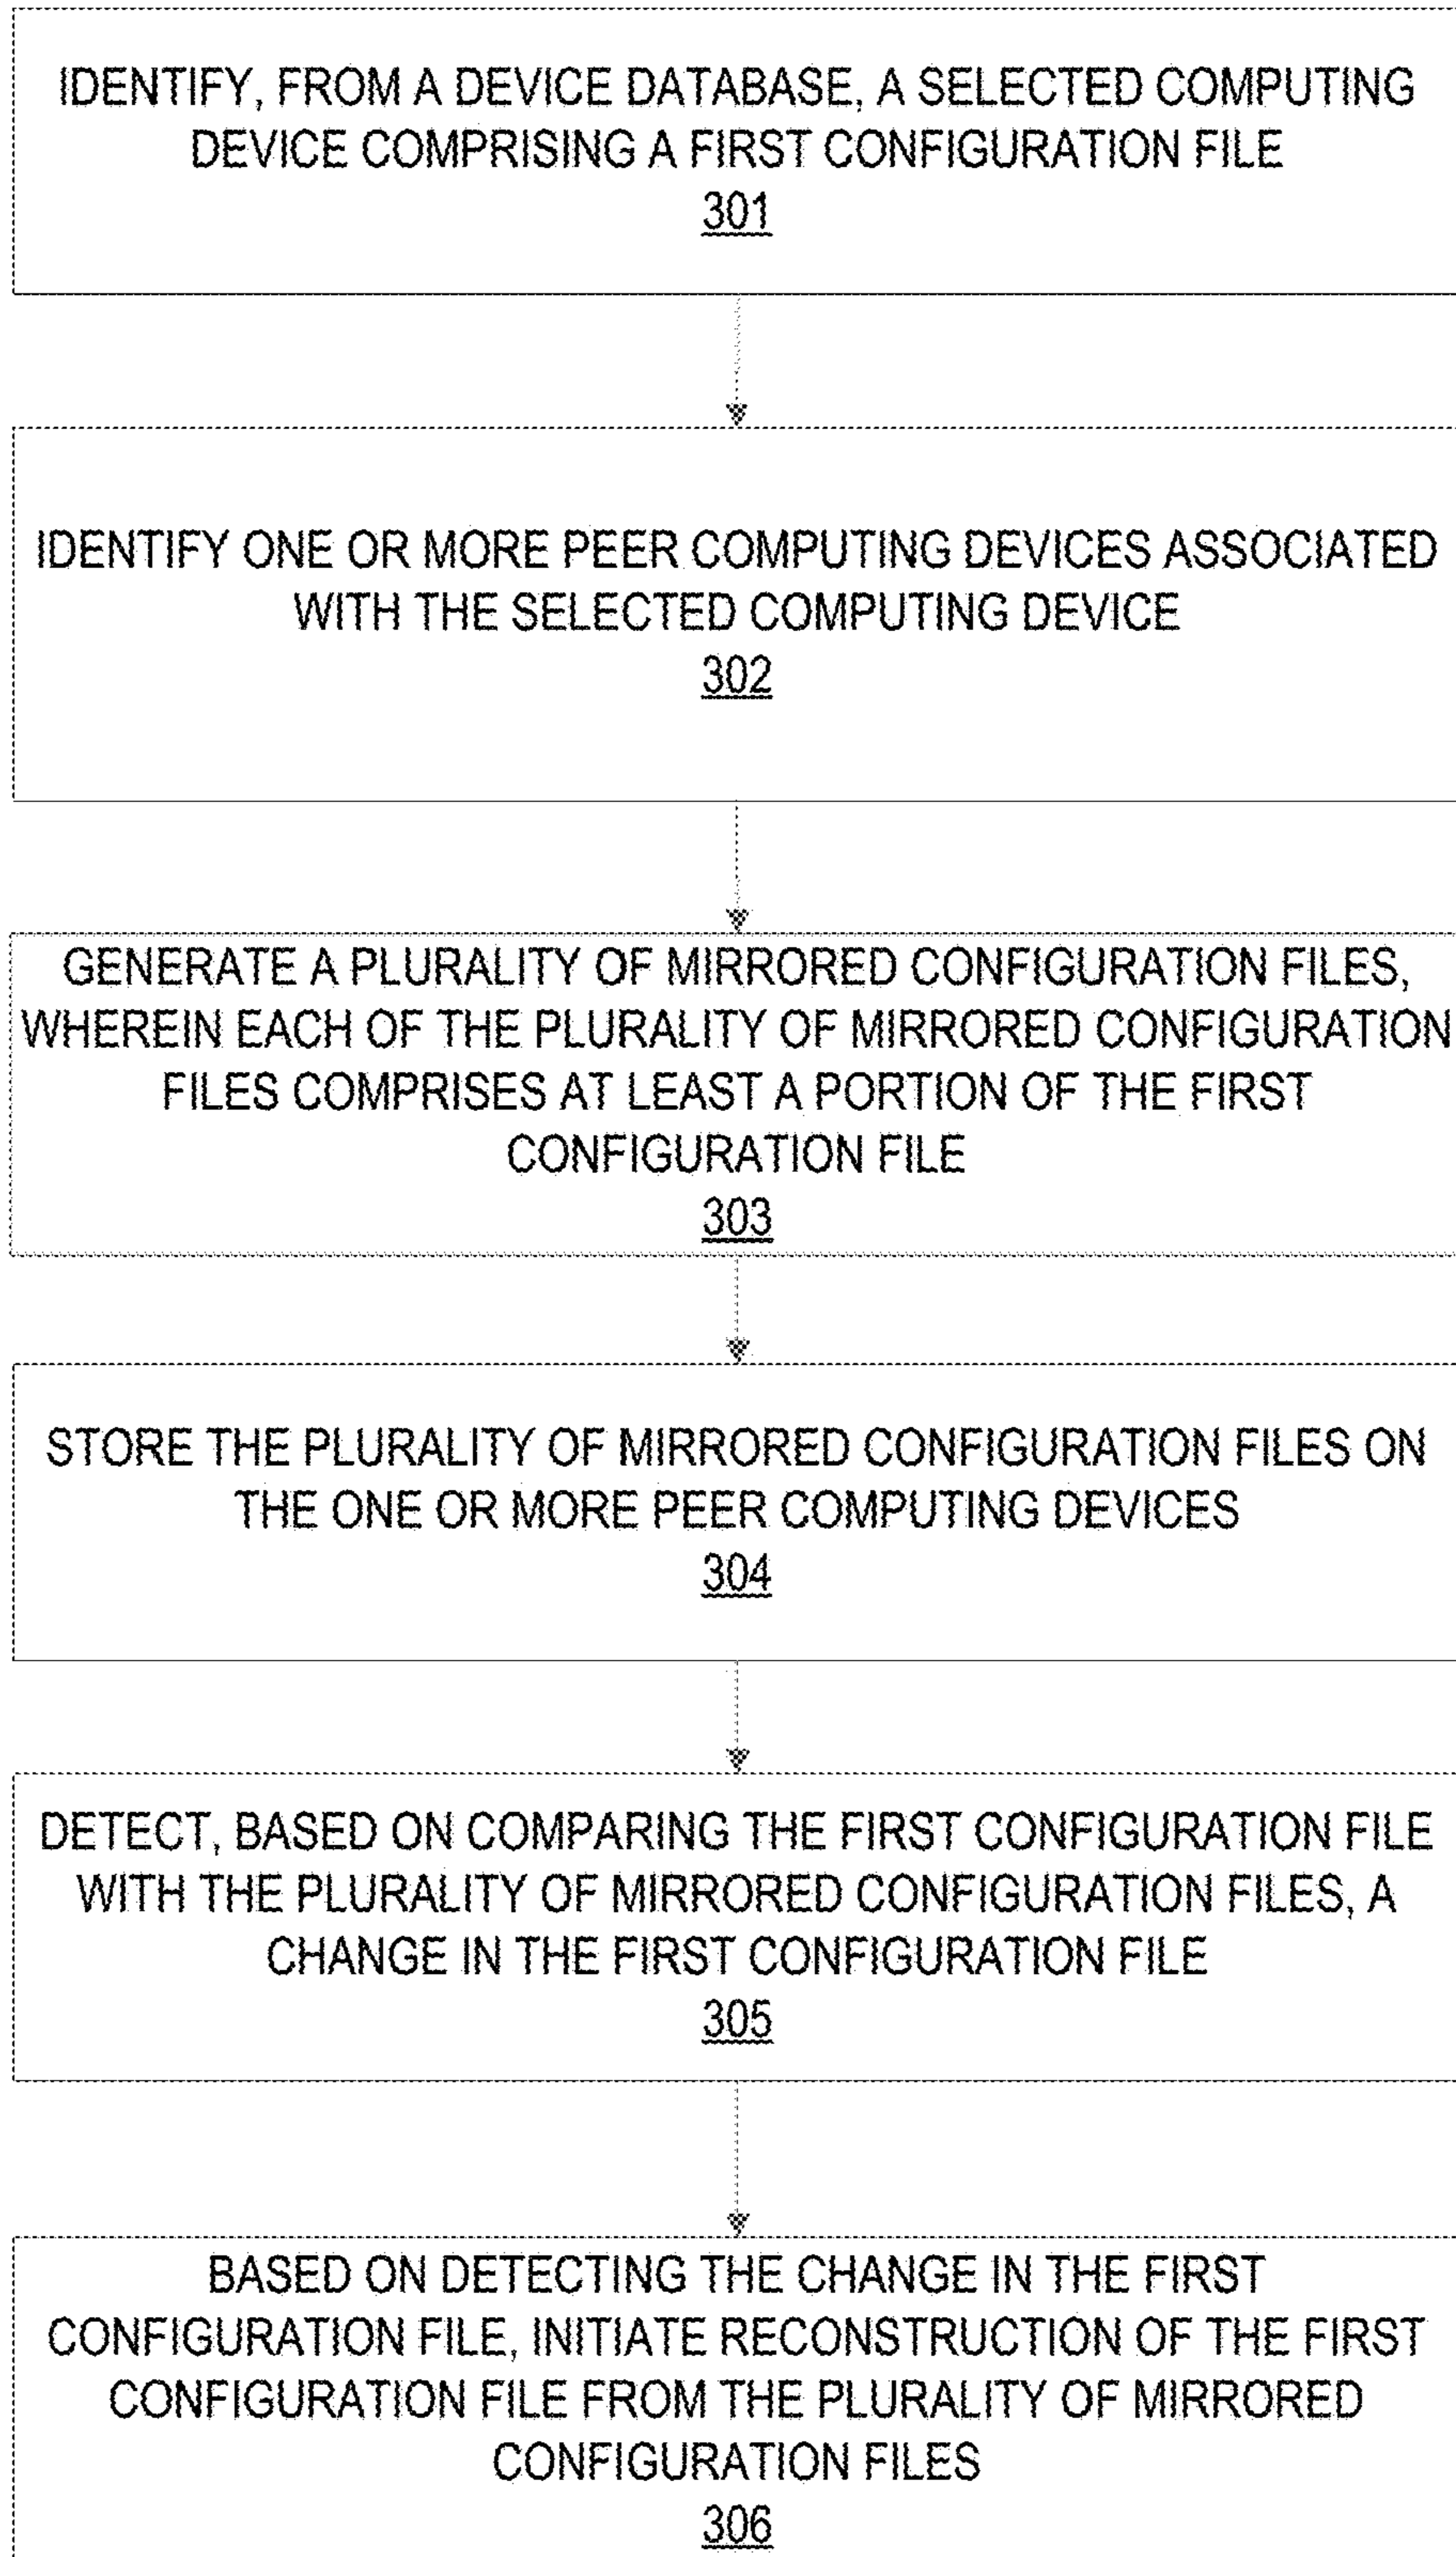 IDENTIFY, FROM A DEVICE DATABASE, A SELECTED COMPUTING
DEVICE COMPRISING A FIRST CONFIGURATION FILE
301
IDENTIFY ONE OR MORE PEER COMPUTING DEVICES ASSOCIATED
WITH THE SELECTED COMPUTING DEVICE
302
GENERATE A PLURALITY OF MIRRORED CONFIGURATION FILES,
WHEREIN EACH OF THE PLURALITY OF MIRRORED CONFIGURATION
FILES COMPRISES AT LEAST A PORTION OF THE FIRST
CONFIGURATION FILE
303
STORE THE PLURALITY OF MIRRORED CONFIGURATION FILES ON
THE ONE OR MORE PEER COMPUTING DEVICES
304
DETECT, BASED ON COMPARING THE FIRST CONFIGURATION FILE
WITH THE PLURALITY OF MIRRORED CONFIGURATION FILES, A
CHANGE IN THE FIRST CONFIGURATION FILE
305
BASED ON DETECTING THE CHANGE IN THE FIRST
CONFIGURATION FILE, INITIATE RECONSTRUCTION OF THE FIRST
CONFIGURATION FILE FROM THE PLURALITY OF MIRRORED
CONFIGURATION FILES
306